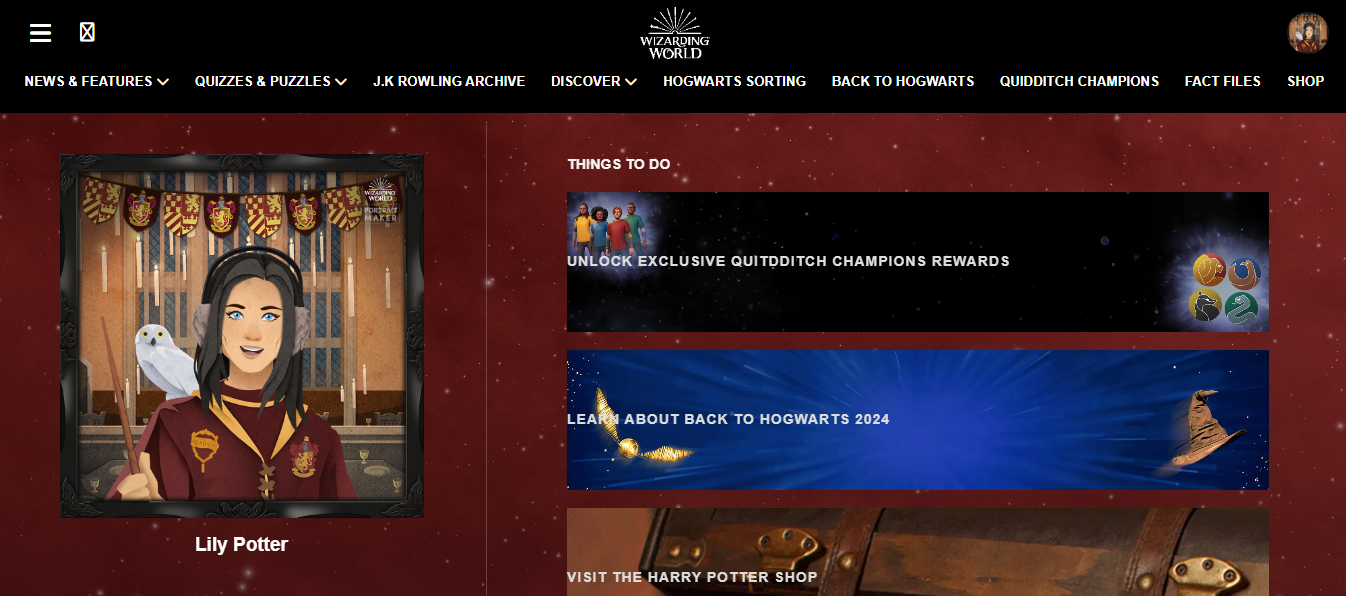 WIZARDING
WORLD
NEWS & FEATURES
QUIZZES & PUZZLES
J.K ROWLING ARCHIVE
DISCOVER
HOGWARTS SORTING
BACK TO HOGWARTS
QUIDDITCH CHAMPIONS
FACT FILES
SHOP
WIZARDING
WORLD
PORTRAIT
MAKER
HEAD GIRL
Lily Potter
THINGS TO DO
UNLOCK EXCLUSIVE QUITDDITCH CHAMPIONS REWARDS
LEARN ABOUT BACK TO HOGWARTS 2024
VISIT THE HARRY POTTER SHOP